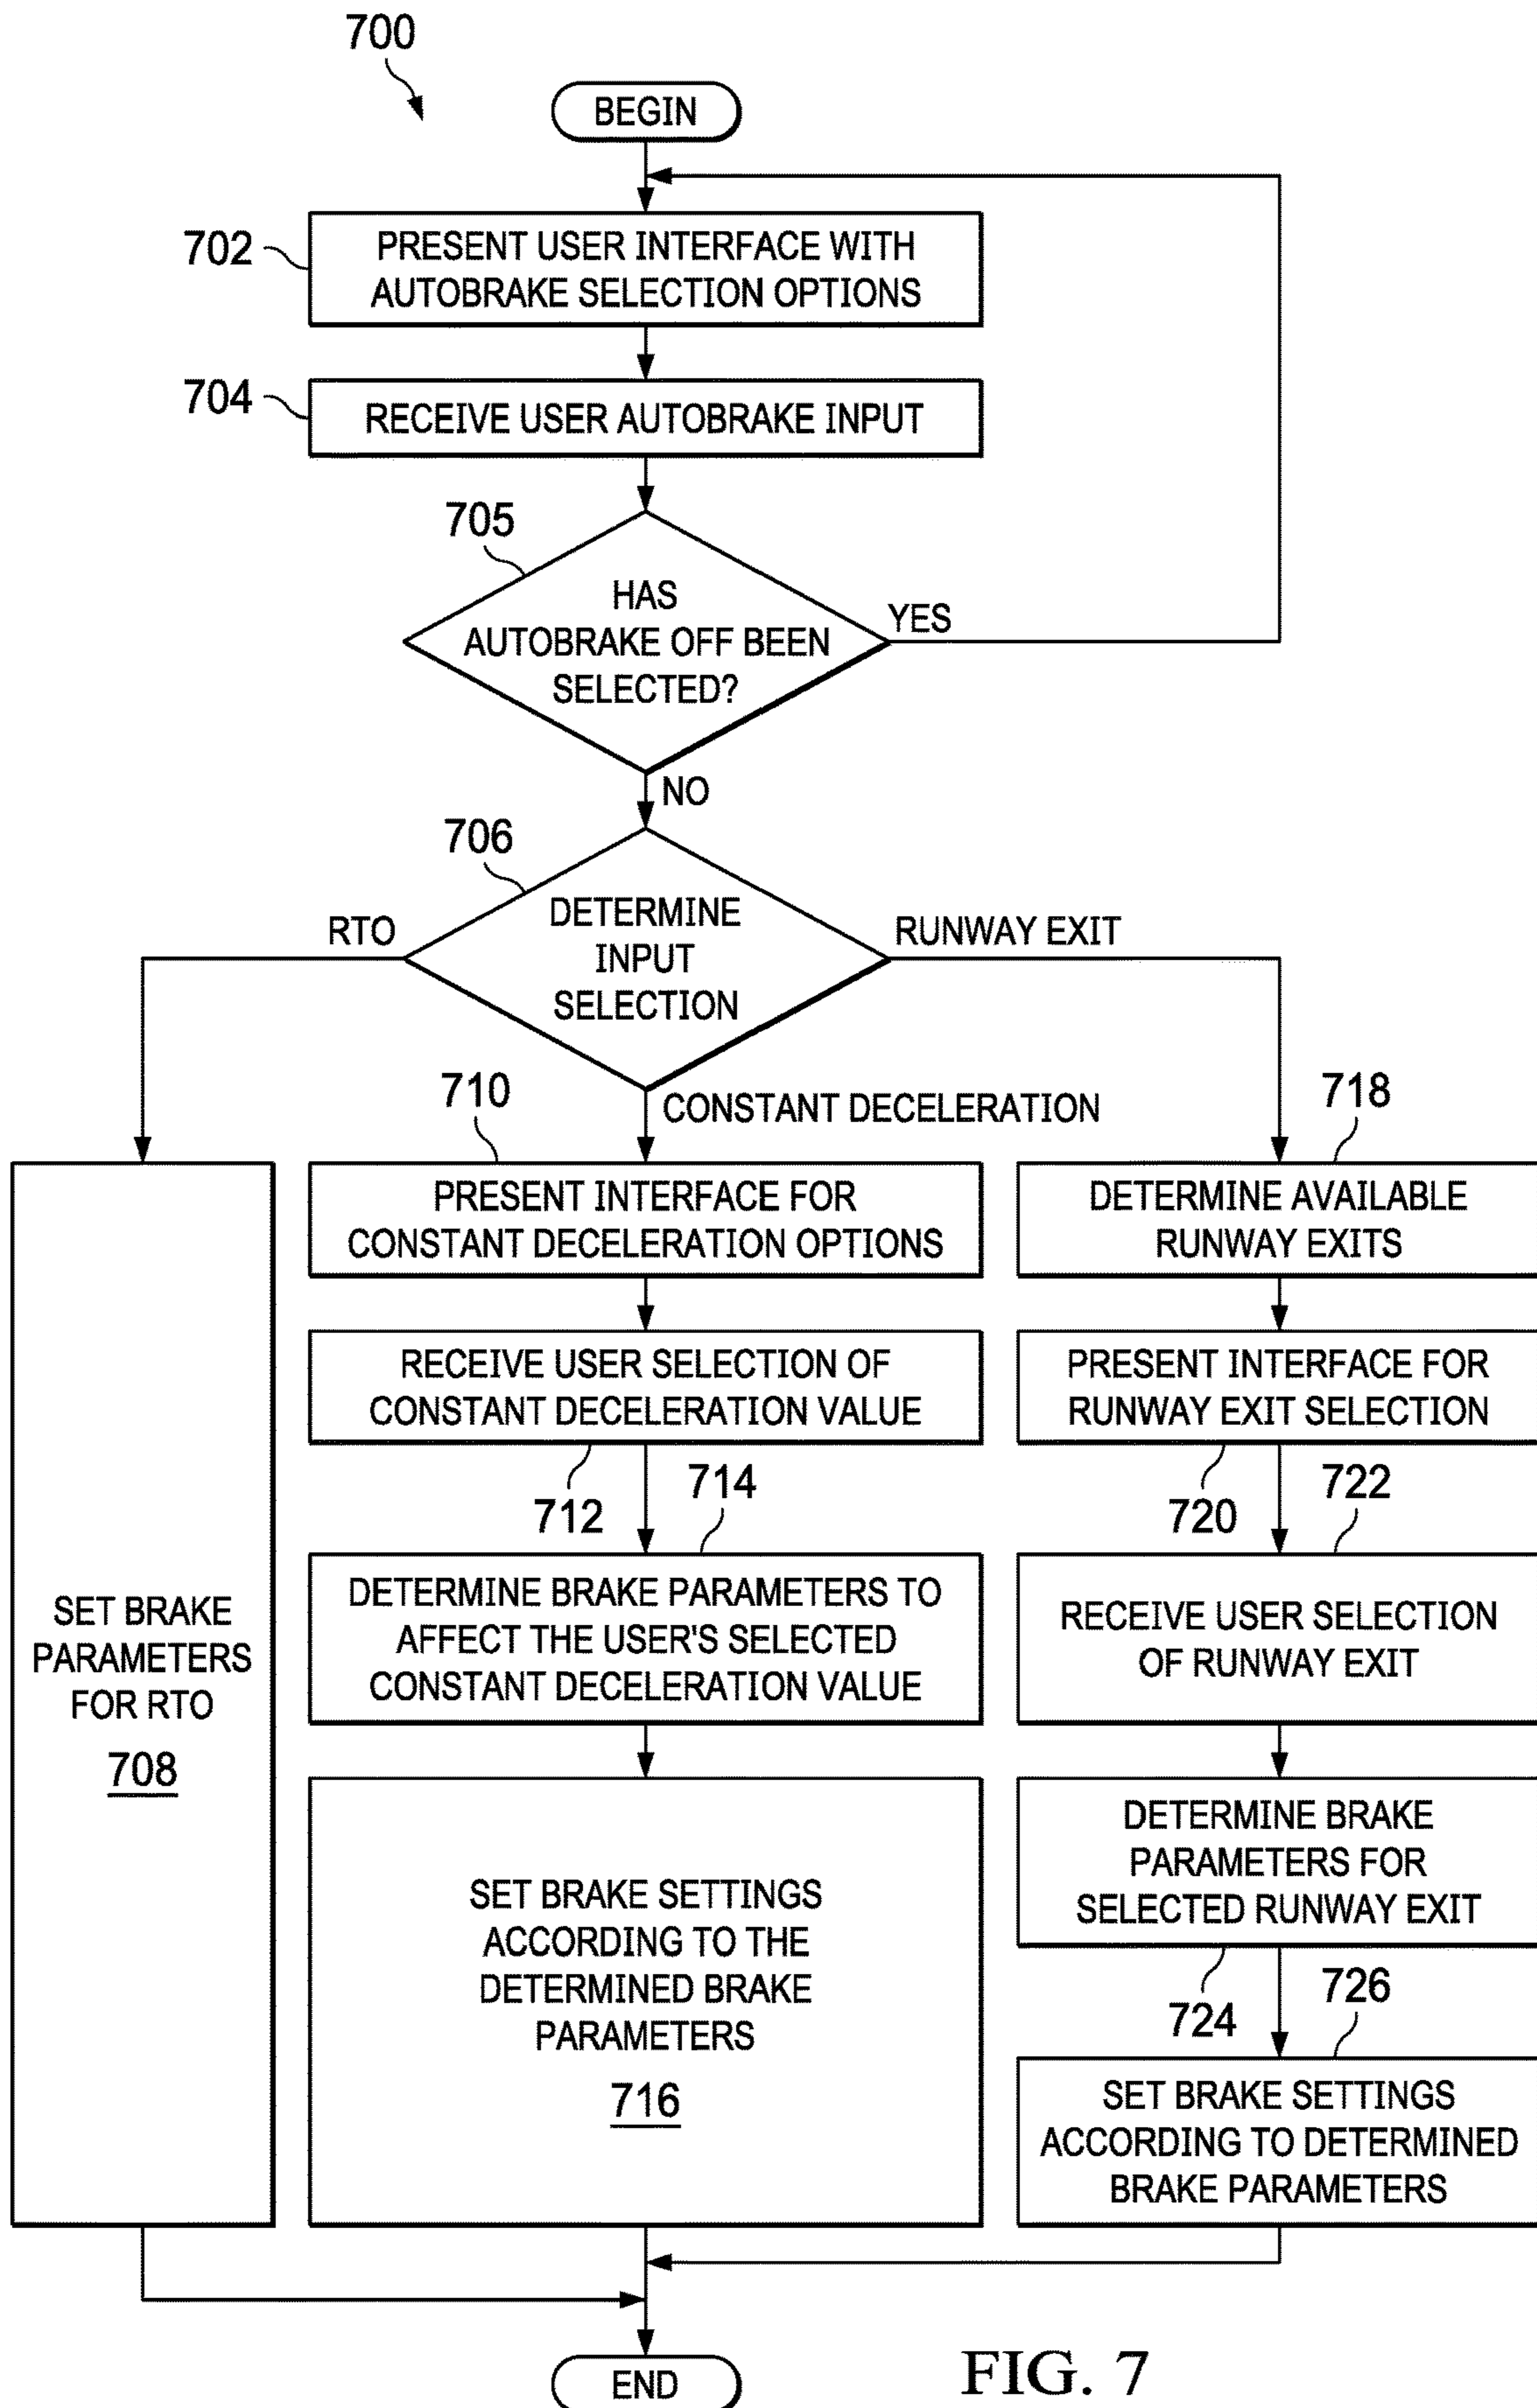 700
BEGIN
702
PRESENT USER INTERFACE WITH
AUTOBRAKE SELECTION OPTIONS
704
RECEIVE USER AUTOBRAKE INPUT
705
HAS
AUTOBRAKE OFF BEEN
SELECTED?
YES
NO
706
DETERMINE
INPUT
SELECTION
RTO
RUNWAY EXIT
CONSTANT DECELERATION
SET BRAKE
PARAMETERS
FOR RTO
708
710
PRESENT INTERFACE FOR
CONSTANT DECELERATION OPTIONS
RECEIVE USER SELECTION OF
CONSTANT DECELERATION VALUE
712
714
DETERMINE BRAKE PARAMETERS TO
AFFECT THE USER'S SELECTED
CONSTANT DECELERATION VALUE
SET BRAKE SETTINGS
ACCORDING TO THE
DETERMINED BRAKE
PARAMETERS
716
718
DETERMINE AVAILABLE
RUNWAY EXITS
PRESENT INTERFACE FOR
RUNWAY EXIT SELECTION
720
722
RECEIVE USER SELECTION
OF RUNWAY EXIT
DETERMINE BRAKE
PARAMETERS FOR
SELECTED RUNWAY EXIT
724
726
SET BRAKE SETTINGS
ACCORDING TO DETERMINED
BRAKE PARAMETERS
END
FIG. 7